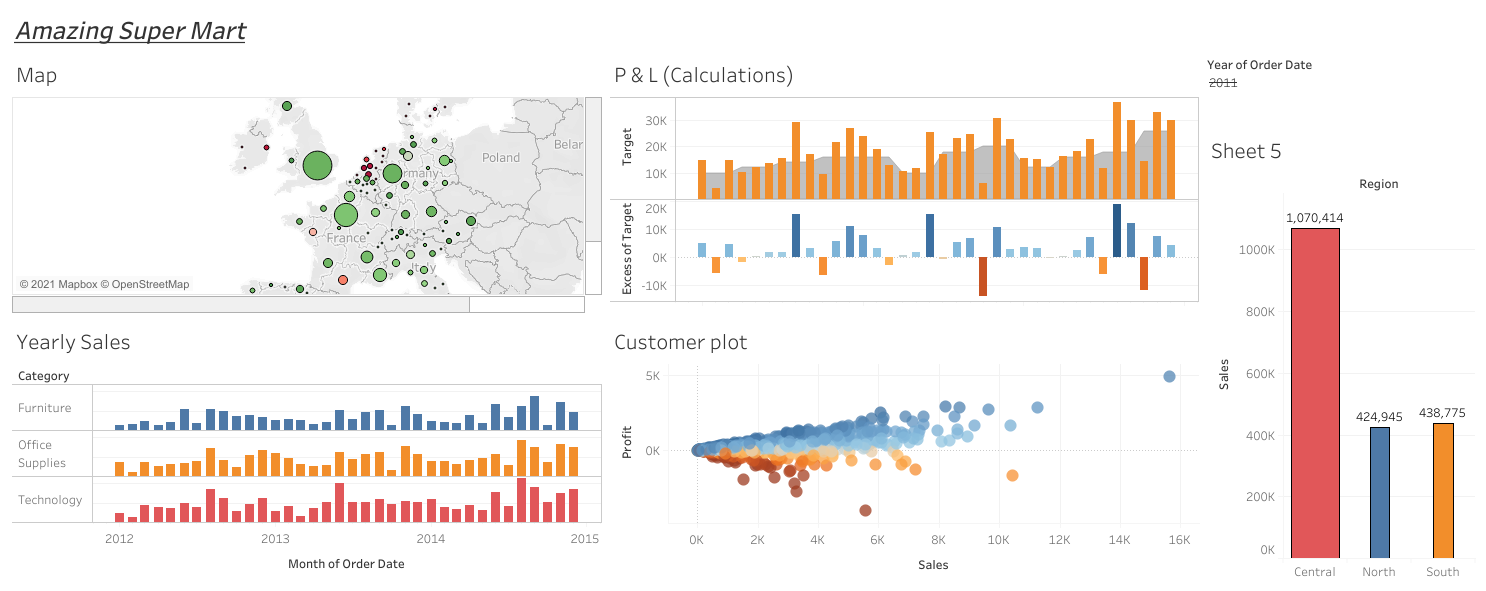 Amazing Super Mart
Map
Poland
Belar
rmany
France
Italy
© 2021 Mapbox © OpenStreetMap
P & L (Calculations)
Target
30K
20K
10K
Excess of Target
20K
10K
0K
-10K
Year of Order Date
2011
Sheet 5
Region
Sales
1000K
800K
600K
400K
200K
0K
1,070,414
424,945
438,775
Central North South
Yearly Sales
Category
Furniture
Office
Supplies
Technology
2012 2013 2014 2015
Month of Order Date
Customer plot
Profit
5K
0K
0K 2K 4K 6K 8K 10K 12K 14K 16K
Sales